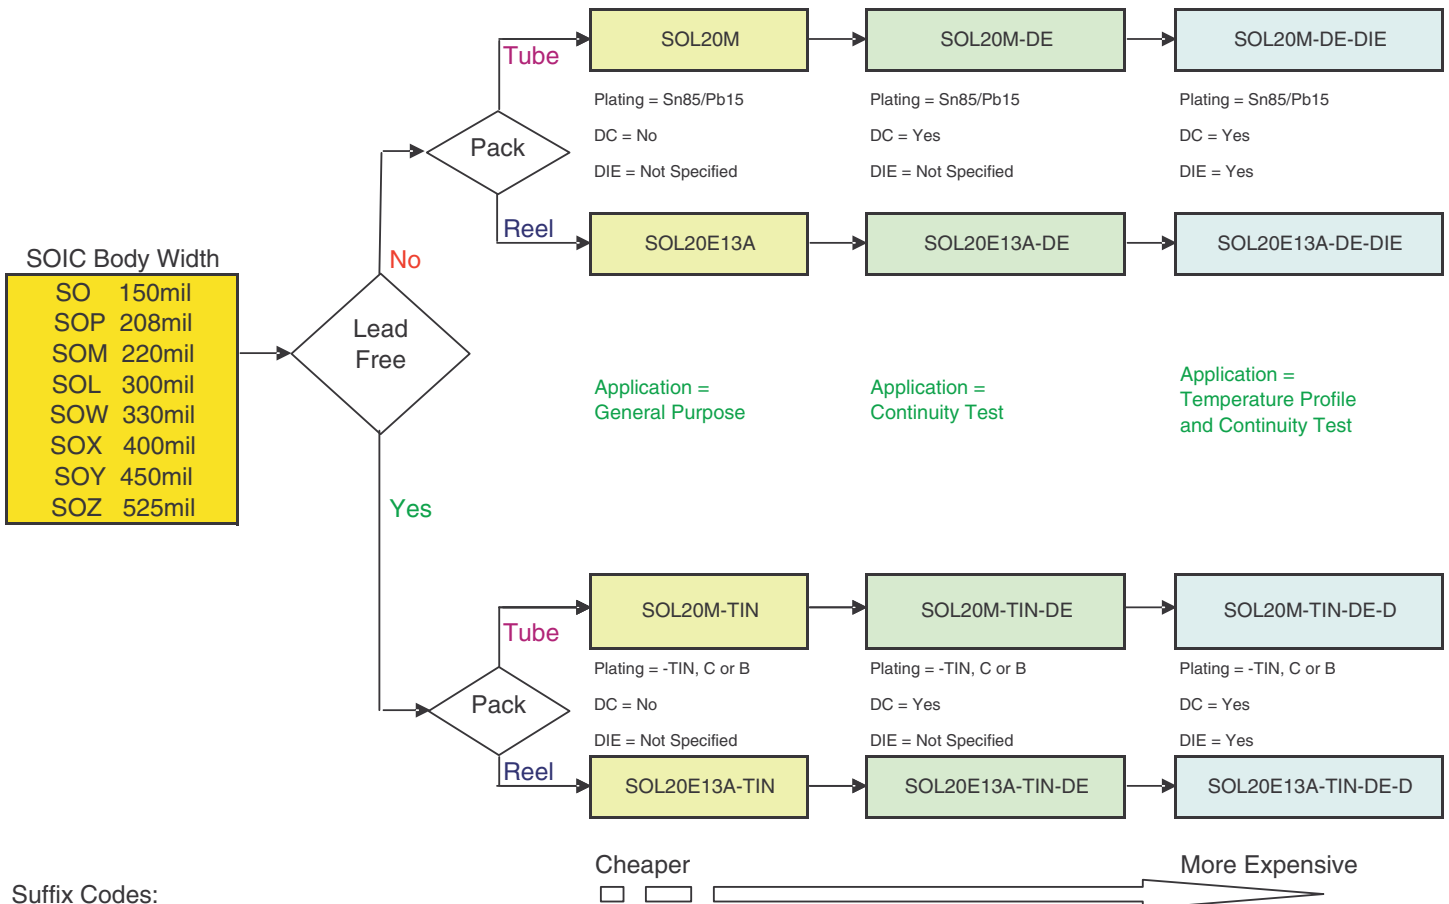 SOIC Body Width
SO 150mil
SOP 208mil
SOM 220mil
SOL 300mil
SOW 330mil
SOX 400mil
SOY 450mil
SOZ 525mil
Lead
Free
No
Yes
Pack
Tube
Reel
SOL20M
SOL20M-DE
SOL20M-DE-DIE
Plating = Sn85/Pb15
DC = No
DIE = Not Specified
Plating = Sn85/Pb15
DC = Yes
DIE = Not Specified
Plating = Sn85/Pb15
DC = Yes
DIE = Yes
SOL20E13A
SOL20E13A-DE
SOL20E13A-DE-DIE
Application =
General Purpose
Application =
Continuity Test
Application =
Temperature Profile
and Continuity Test
Pack
Tube
Reel
SOL20M-TIN
SOL20M-TIN-DE
SOL20M-TIN-DE-D
Plating = -TIN, C or B
DC = No
DIE = Not Specified
Plating = -TIN, C or B
DC = Yes
DIE = Not Specified
Plating = -TIN, C or B
DC = Yes
DIE = Yes
SOL20E13A-TIN
SOL20E13A-TIN-DE
SOL20E13A-TIN-DE-D
Cheaper
More Expensive
Suffix Codes: